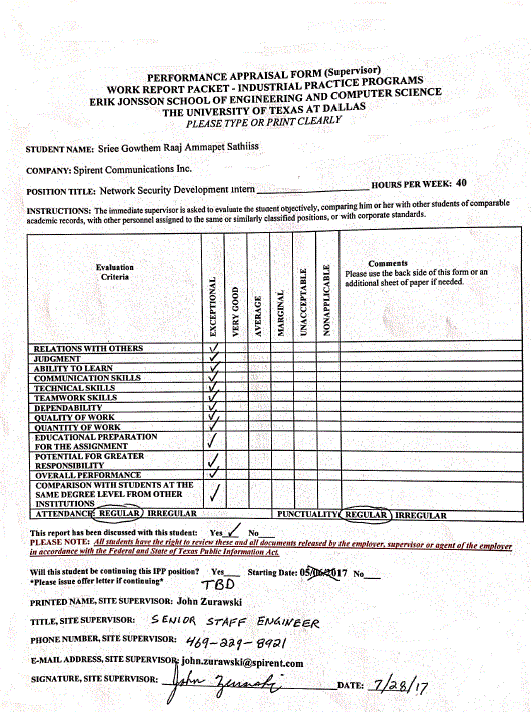 PERFORMANCE APPRAISAL FORM (Supervisor)
WORK REPORT PACKET - INDUSTRIAL PRACTICE PROGRAMS
ERIK JONSSON SCHOOL OF ENGINEERING AND COMPUTER SCIENCE
THE UNIVERSITY OF TEXAS AT DALLAS
PLEASE TYPE OR PRINT CLEARLY
STUDENT NAME: Sriee Gowthem Raaj Ammapet Sathiiss
COMPANY: Spirent Communications Inc.
POSITION TITLE: Network Security Development Intern HOURS PER WEEK: 40
INSTRUCTIONS: The immediate supervisor is asked to evaluate the student objectively, comparing him or her with other students of comparable
academic records, with other personnel assigned to the same or similarly classified positions, or with corporate standards.
Evaluation
Criteria
EXCEPTIONAL
VERY GOOD
AVERAGE
MARGINAL
UNACCEPTABLE
NONAPPLICABLE
Comments
Please use the back side of this form or an
additional sheet of paper if needed.
RELATIONS WITH OTHERS ✓
JUDGMENT ✓
ABILITY TO LEARN ✓
COMMUNICATION SKILLS ✓
TECHNICAL SKILLS ✓
TEAMWORK SKILLS ✓
DEPENDABILITY ✓
QUALITY OF WORK ✓
QUANTITY OF WORK ✓
EDUCATIONAL PREPARATION
FOR THE ASSIGNMENT ✓
POTENTIAL FOR GREATER
RESPONSIBILITY ✓
OVERALL PERFORMANCE ✓
COMPARISON WITH STUDENTS AT THE
SAME DEGREE LEVEL FROM OTHER
INSTITUTIONS ✓
ATTENDANCE: REGULAR IRREGULAR PUNCTUALITY: REGULAR IRREGULAR
This report has been discussed with this student: Yes ✓ No
PLEASE NOTE: All students have the right to review these and all documents released by the employer, supervisor or agent of the employer
in accordance with the Federal and State of Texas Public Information Act.
Will this student be continuing this IPP position? Yes Starting Date: 05/06/2017 No
*Please issue offer letter if continuing* TBD
PRINTED NAME, SITE SUPERVISOR: John Zurawski
TITLE, SITE SUPERVISOR: SENIOR STAFF ENGINEER
PHONE NUMBER, SITE SUPERVISOR: 469-229-8921
E-MAIL ADDRESS, SITE SUPERVISOR: john.zurawski@spirent.com
SIGNATURE, SITE SUPERVISOR: John Zurawski DATE: 7/28/17